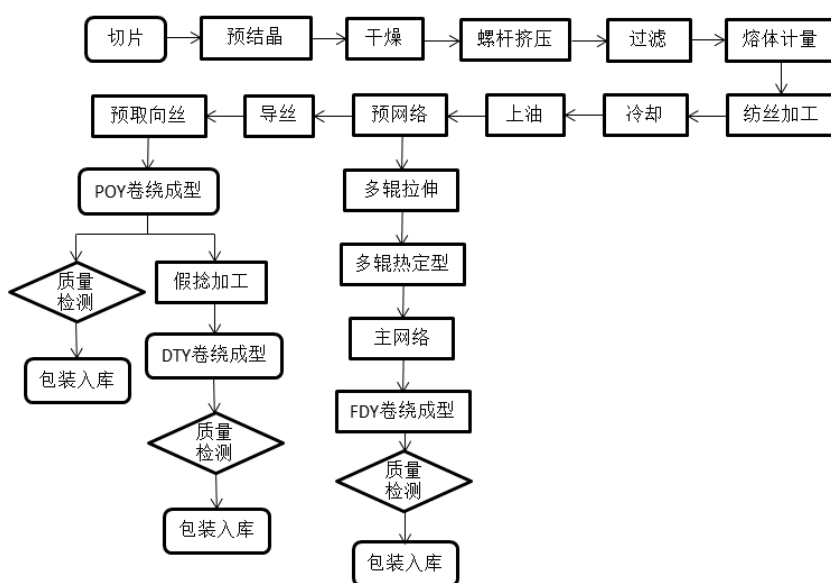 切片
预结晶
干燥
螺杆挤压
过滤
熔体计量
纺丝加工
冷却
上油
预网络
导丝
预取向丝
POY卷绕成型
质量
检测
包装入库
假捻加工
DTY卷绕成型
质量
检测
包装入库
多辊拉伸
多辊热定型
主网络
FDY卷绕成型
质量
检测
包装入库